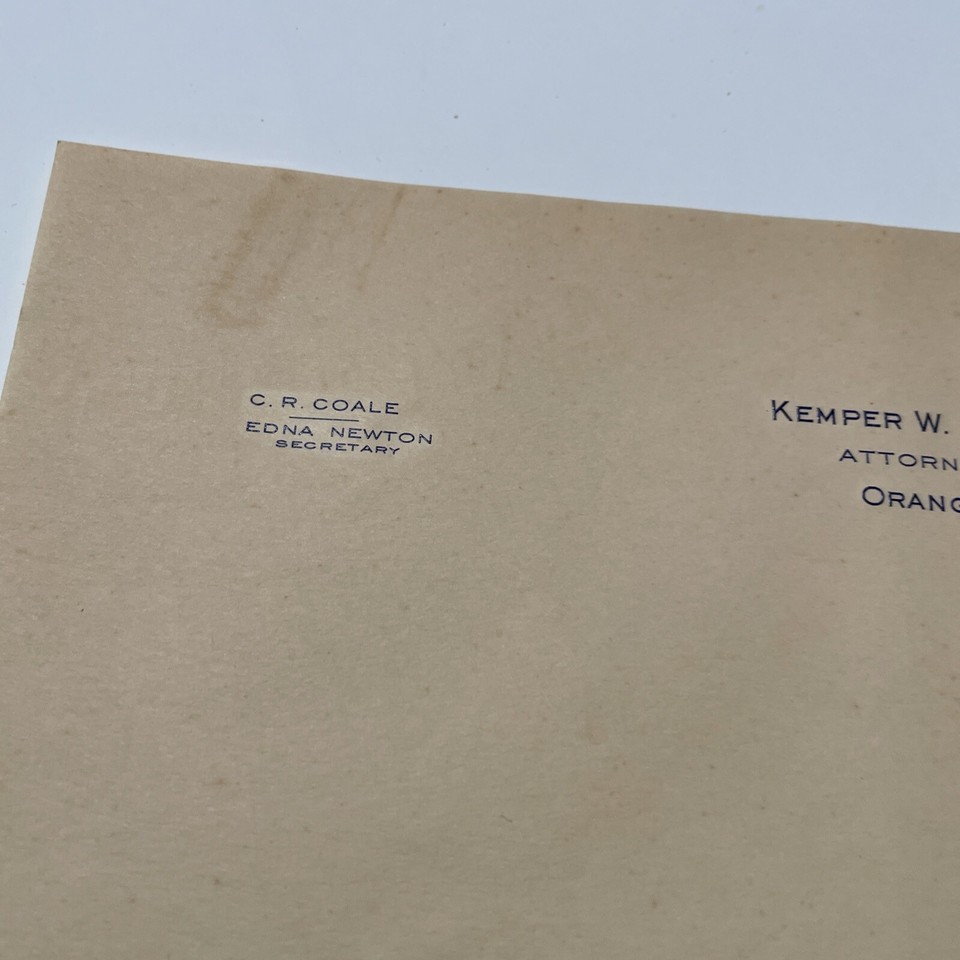 C. R. COALE
EDNA NEWTON
SECRETARY
KEMPER W.
ATTORN
ORANG